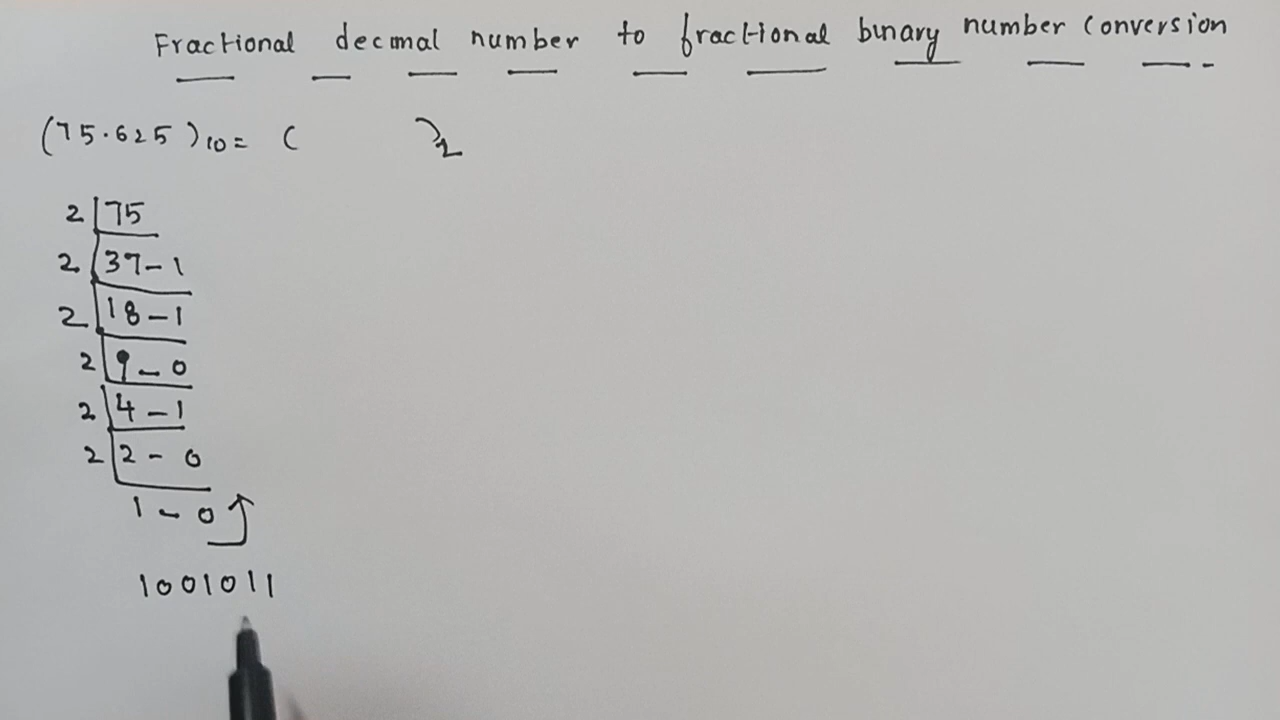 Fractional decimal number to fractional binary number conversion
(75.625)10 = ( )2
2 75
2 37 - 1
2 18 - 1
2 9 - 0
2 4 - 1
2 2 - 0
1 - 0
1001011